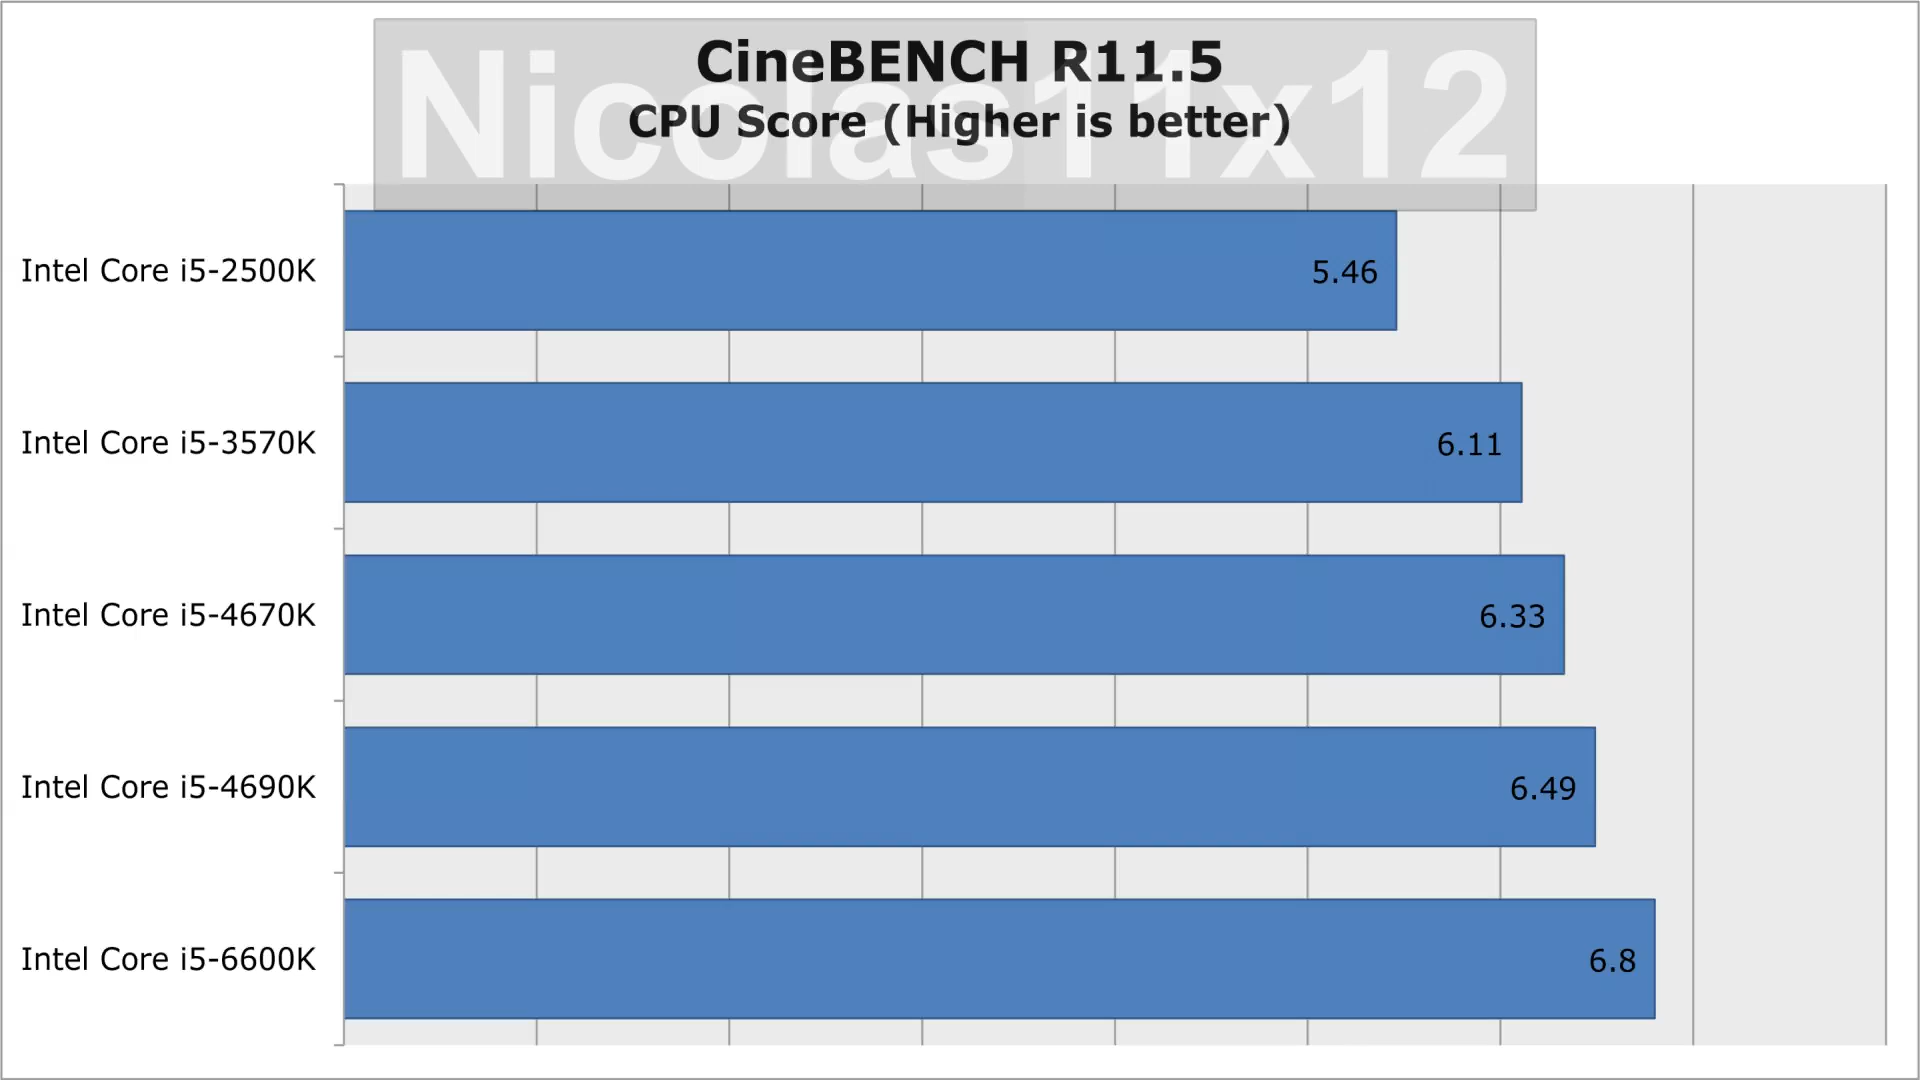 Nicolas11x12
CineBENCH R11.5
CPU Score (Higher is better)
Intel Core i5-2500K 5.46
Intel Core i5-3570K 6.11
Intel Core i5-4670K 6.33
Intel Core i5-4690K 6.49
Intel Core i5-6600K 6.8